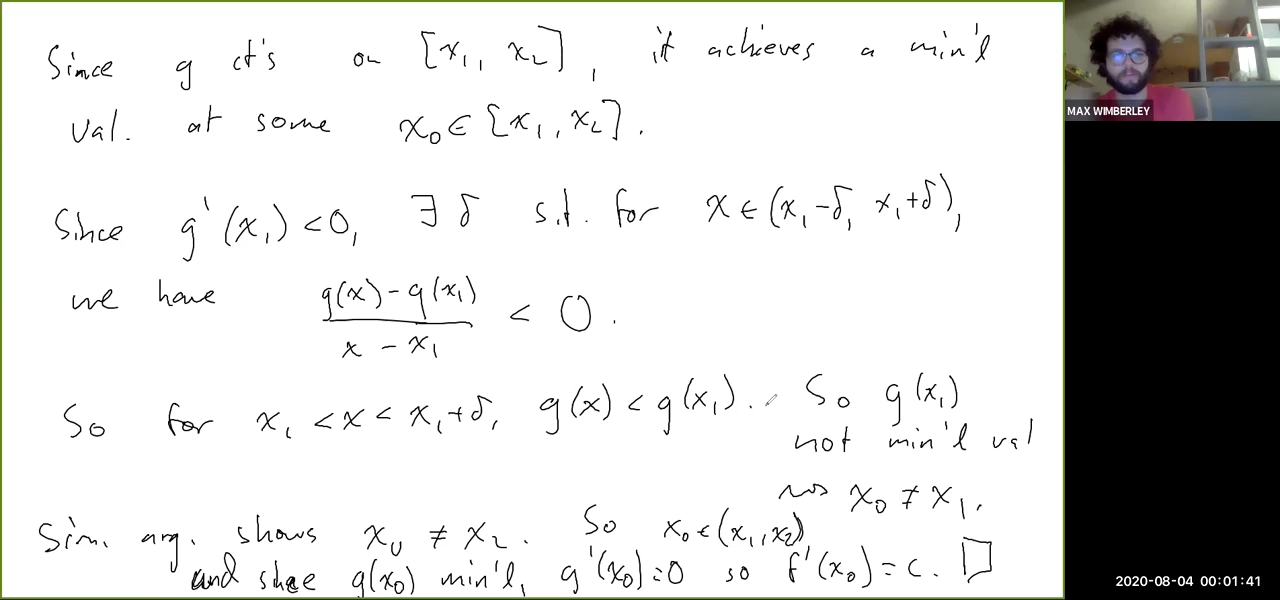 Since g ct's on [x₁, x₂], it achieves a min'l
val. at some x₀ ∈ [x₁, x₂].
Since g'(x₁) < 0, ∃ δ s.t. for x ∈ (x₁-δ, x₁+δ),
we have (g(x) - g(x₁))/(x - x₁) < 0.
So for x₁ < x < x₁+δ, g(x) < g(x₁). So g(x₁)
not min'l val
⇝ x₀ ≠ x₁.
Sim. arg. shows x₀ ≠ x₂. So x₀ ∈ (x₁, x₂)
and since g(x₀) min'l, g'(x₀) = 0 so f'(x₀) = c. □
MAX WIMBERLEY
2020-08-04 00:01:41